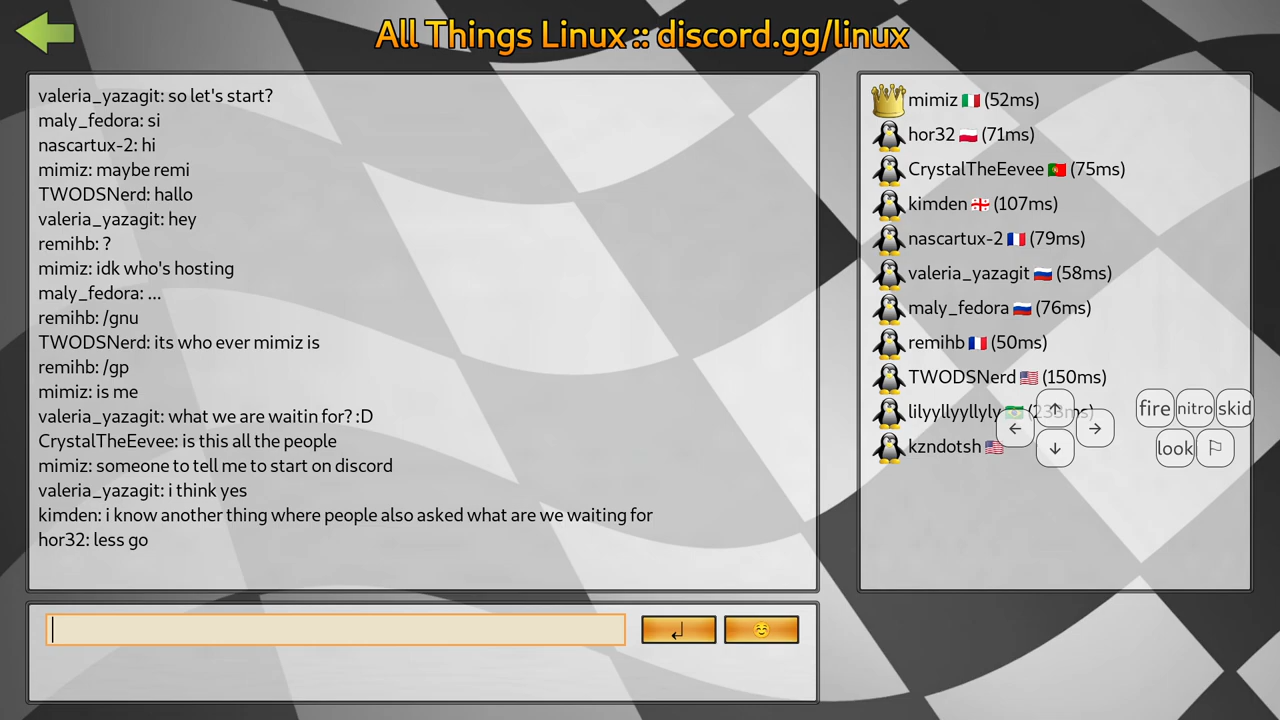 All Things Linux :: discord.gg/linux
valeria_yazagit: so let's start?
maly_fedora: si
nascartux-2: hi
mimiz: maybe remi
TWODSNerd: hallo
valeria_yazagit: hey
remihb: ?
mimiz: idk who's hosting
maly_fedora: ...
remihb: /gnu
TWODSNerd: its who ever mimiz is
remihb: /gp
mimiz: is me
valeria_yazagit: what we are waitin for? :D
CrystalTheEevee: is this all the people
mimiz: someone to tell me to start on discord
valeria_yazagit: i think yes
kimden: i know another thing where people also asked what are we waiting for
hor32: less go
mimiz 🇮🇹 (52ms)
hor32 🇵🇱 (71ms)
CrystalTheEevee 🇵🇹 (75ms)
kimden 🇬🇪 (107ms)
nascartux-2 🇫🇷 (79ms)
valeria_yazagit 🇷🇺 (58ms)
maly_fedora 🇷🇺 (76ms)
remihb 🇫🇷 (50ms)
TWODSNerd 🇺🇸 (150ms)
lilyyllyyllyly 🇧🇷 (233ms)
kzndotsh 🇺🇸
fire nitro skid
look